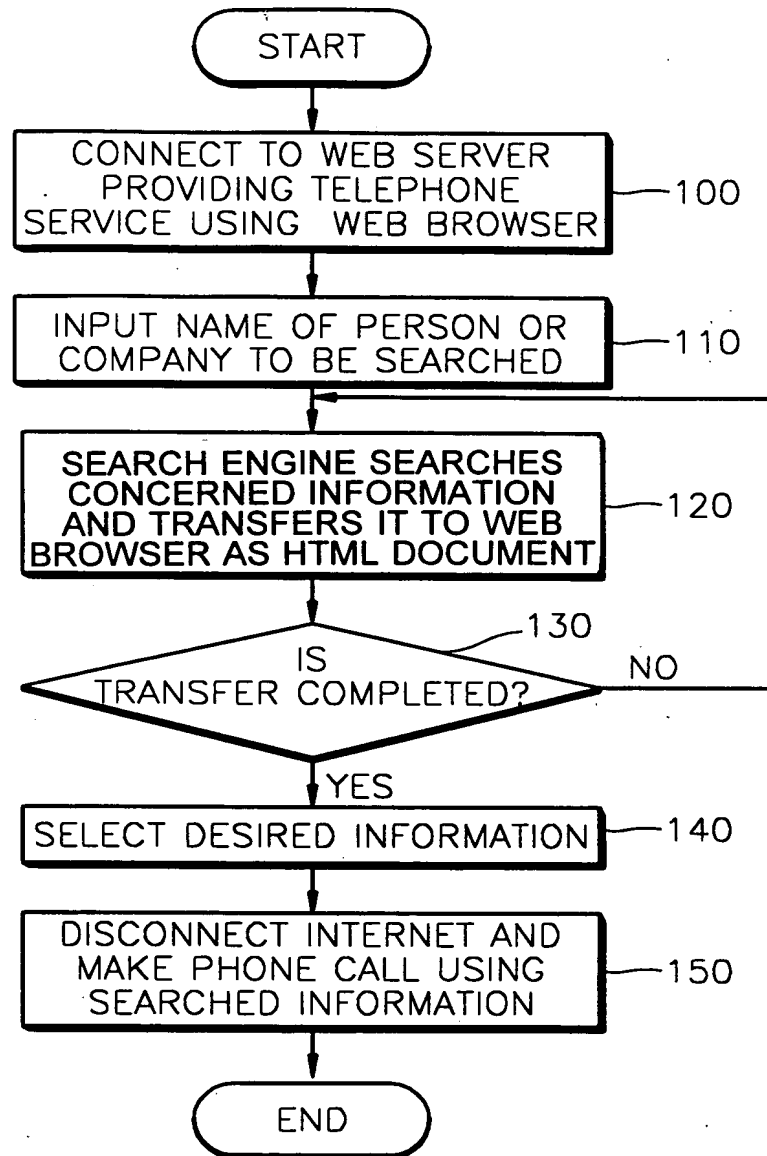 START
CONNECT TO WEB SERVER
PROVIDING TELEPHONE
SERVICE USING WEB BROWSER
100
INPUT NAME OF PERSON OR
COMPANY TO BE SEARCHED
110
SEARCH ENGINE SEARCHES
CONCERNED INFORMATION
AND TRANSFERS IT TO WEB
BROWSER AS HTML DOCUMENT
120
130
IS
TRANSFER COMPLETED?
NO
YES
SELECT DESIRED INFORMATION
140
DISCONNECT INTERNET AND
MAKE PHONE CALL USING
SEARCHED INFORMATION
150
END